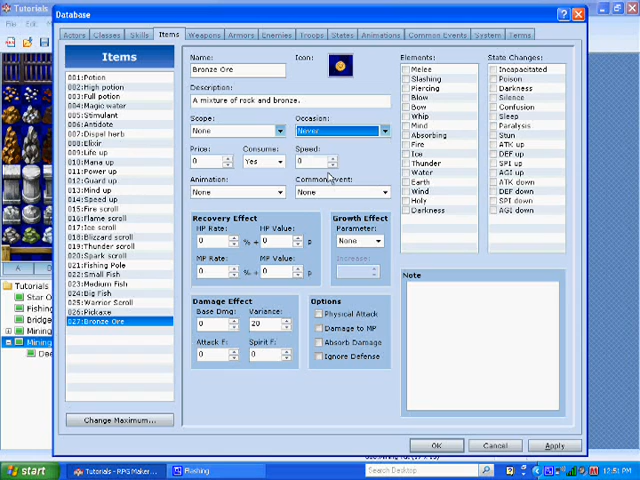 Tutorials
Database
File
Actors Classes Skills Items Weapons Armors Enemies Troops States Animations Common Events System Terms
Items
001:Potion
002:High potion
003:Full potion
004:Magic water
005:Stimulant
006:Antidote
007:Dispel herb
008:Elixir
009:Life up
010:Mana up
011:Power up
012:Guard up
013:Mind up
014:Speed up
015:Fire scroll
016:Flame scroll
017:Ice scroll
018:Blizzard scroll
019:Thunder scroll
020:Spark scroll
021:Fishing Pole
022:Small Fish
023:Medium Fish
024:Big Fish
025:Warrior Scroll
026:Pickaxe
027:Bronze Ore
Change Maximum...
Name:
Bronze Ore
Icon:
Description:
A mixture of rock and bronze.
Scope:
None
Occasion:
Never
Price:
0
Consume:
Yes
Speed:
0
Animation:
None
Common Event:
None
Recovery Effect
HP Rate: HP Value:
0 % + 0 p
MP Rate: MP Value:
0 % + 0 p
Growth Effect
Parameter:
None
Increase:
Damage Effect
Base Dmg: Variance:
0 20
Attack F: Spirit F:
0 0
Options
Physical Attack
Damage to MP
Absorb Damage
Ignore Defense
Elements:
Melee
Slashing
Piercing
Blow
Bow
Whip
Mind
Absorbing
Fire
Ice
Thunder
Water
Earth
Wind
Holy
Darkness
State Changes:
Incapacitated
Poison
Darkness
Silence
Confusion
Sleep
Paralysis
Stun
ATK up
DEF up
SPI up
AGI up
ATK down
DEF down
SPI down
AGI down
Note
OK Cancel Apply
A
Tutorials
Star O
Fishing
Bridge
Mining
Mining
Dee
start
Tutorials - RPG Maker...
Flashing
Search Desktop
12:51 PM